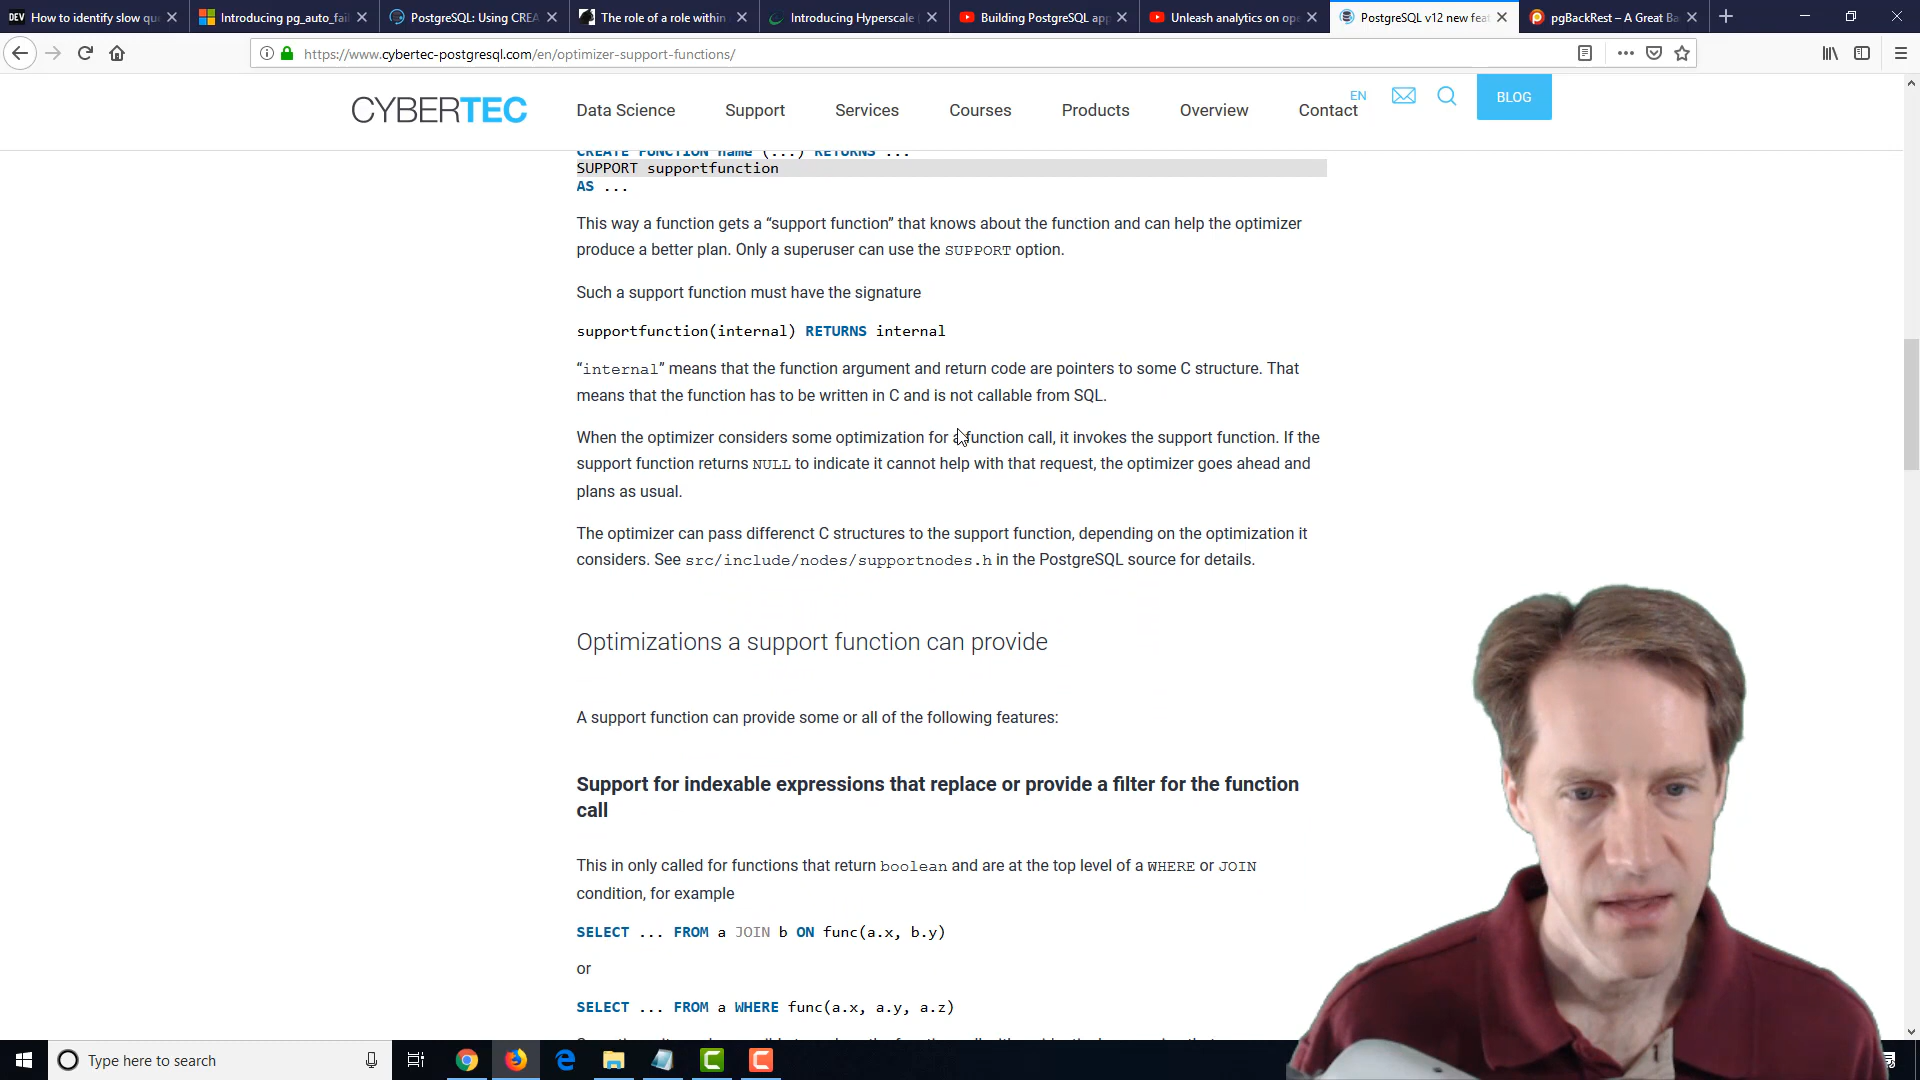 How to identify slow que
Introducing pg_auto_fail
PostgreSQL: Using CREA
The role of a role within
Introducing Hyperscale (
Building PostgreSQL app
Unleash analytics on ope
PostgreSQL v12 new feat
pgBackRest – A Great Ba
https://www.cybertec-postgresql.com/en/optimizer-support-functions/
CYBERTEC
Data Science
Support
Services
Courses
Products
Overview
Contact
EN
BLOG
CREATE FUNCTION name (...) RETURNS ...
SUPPORT supportfunction
AS ...
This way a function gets a “support function” that knows about the function and can help the optimizer
produce a better plan. Only a superuser can use the SUPPORT option.
Such a support function must have the signature
supportfunction(internal) RETURNS internal
“internal” means that the function argument and return code are pointers to some C structure. That
means that the function has to be written in C and is not callable from SQL.
When the optimizer considers some optimization for a function call, it invokes the support function. If the
support function returns NULL to indicate it cannot help with that request, the optimizer goes ahead and
plans as usual.
The optimizer can pass differenct C structures to the support function, depending on the optimization it
considers. See src/include/nodes/supportnodes.h in the PostgreSQL source for details.
Optimizations a support function can provide
A support function can provide some or all of the following features:
Support for indexable expressions that replace or provide a filter for the function
call
This in only called for functions that return boolean and are at the top level of a WHERE or JOIN
condition, for example
SELECT ... FROM a JOIN b ON func(a.x, b.y)
or
SELECT ... FROM a WHERE func(a.x, a.y, a.z)
Type here to search